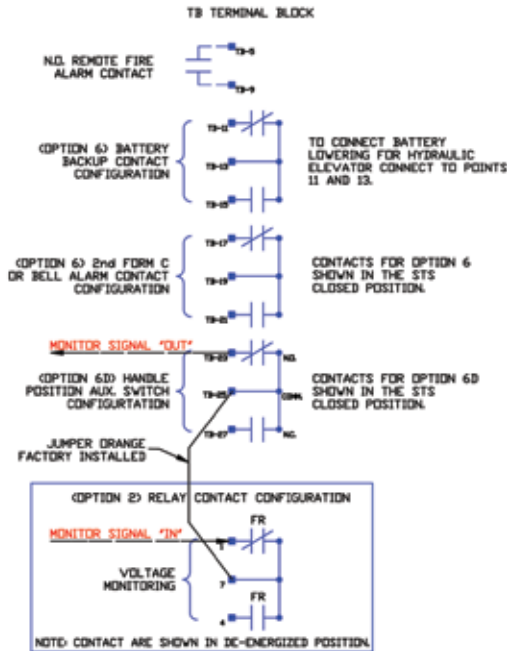 TB TERMINAL BLOCK
N.O. REMOTE FIRE
ALARM CONTACT
TB-9
(OPTION 6) BATTERY
BACKUP CONTACT
CONFIGURATION
TB-11
TB-13
TB-15
TO CONNECT BATTERY
LOWERING FOR HYDRAULIC
ELEVATOR CONNECT TO POINTS
11 AND 13.
(OPTION 6) 2nd FORM C
OR BELL ALARM CONTACT
CONFIGURATION
TB-17
TB-19
TB-21
CONTACTS FOR OPTION 6
SHOWN IN THE STS
CLOSED POSITION.
MONITOR SIGNAL "OUT"
(OPTION 6D) HANDLE
POSITION AUX. SWITCH
CONFIGURTATION
TB-23
TB-25
TB-27
N.O.
COMM.
N.C.
CONTACTS FOR OPTION 6D
SHOWN IN THE STS
CLOSED POSITION.
JUMPER ORANGE
FACTORY INSTALLED
(OPTION 2) RELAY CONTACT CONFIGURATION
MONITOR SIGNAL "IN"
FR
VOLTAGE
MONITORING
7
FR
4
NOTE: CONTACT ARE SHOWN IN DE-ENERGIZED POSITION.